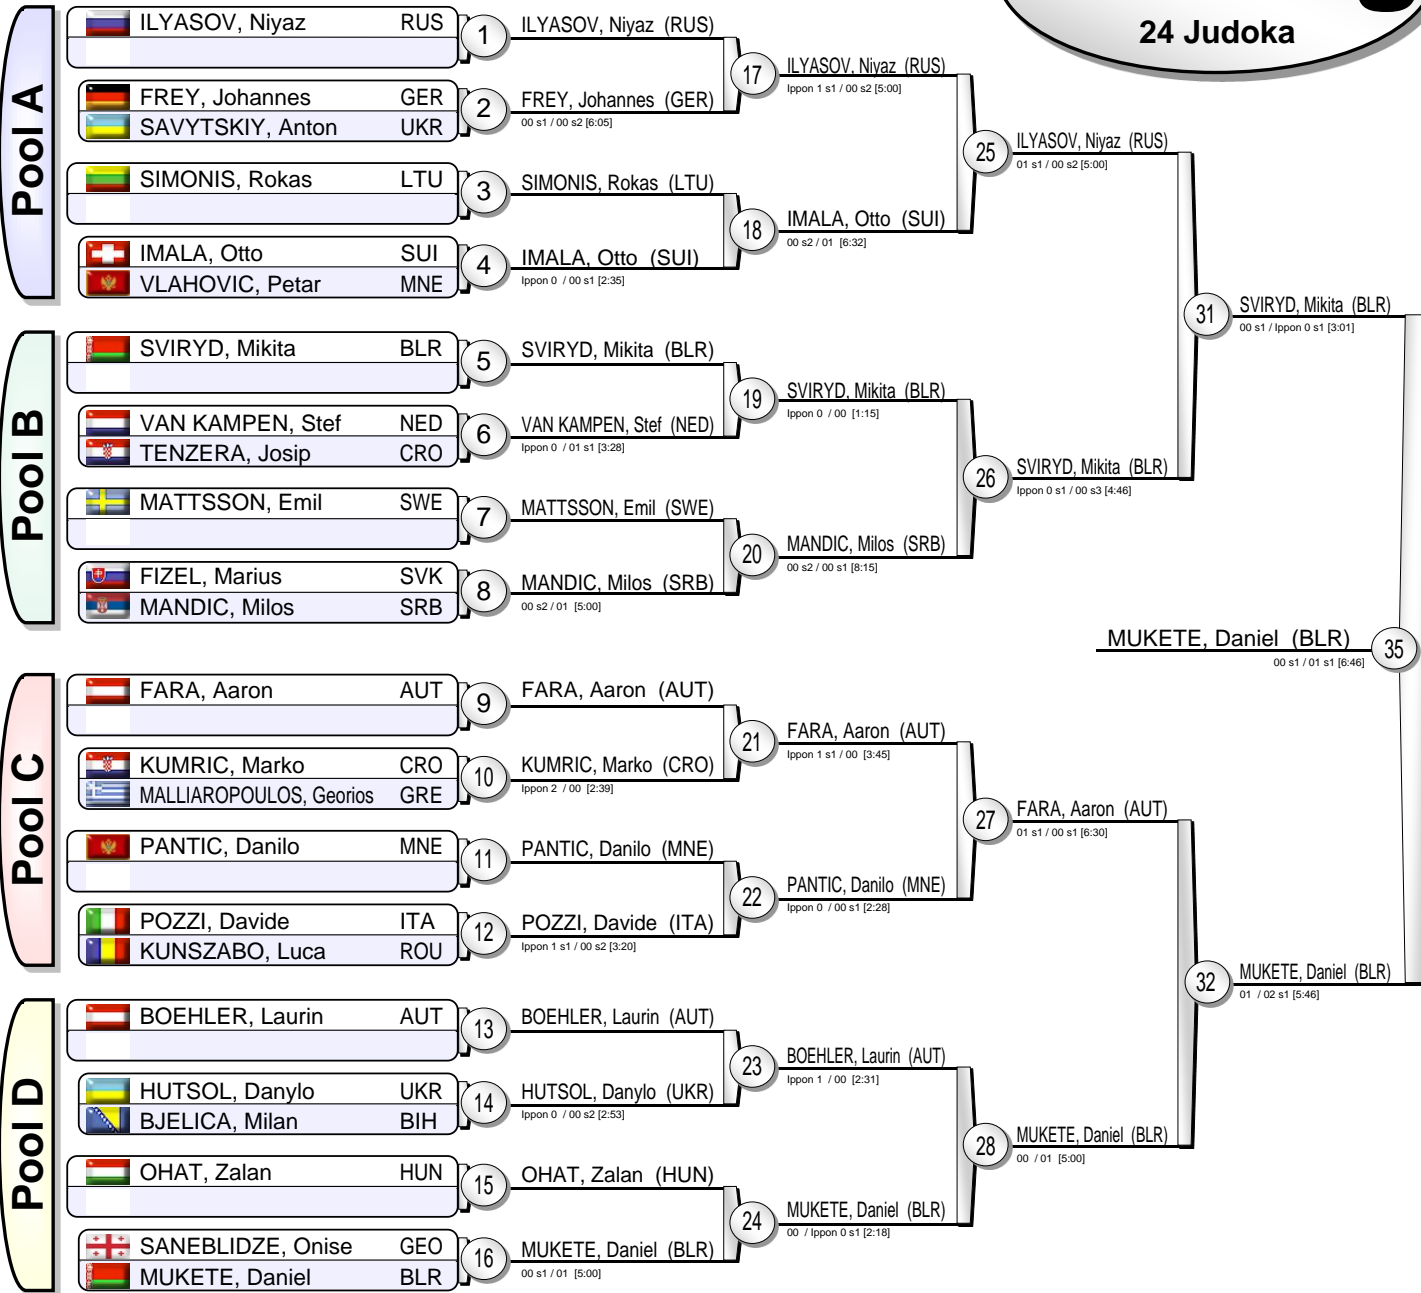 24 Judoka
Pool A
ILYASOV, Niyaz RUS
1
FREY, Johannes GER
SAVYTSKIY, Anton UKR
2
SIMONIS, Rokas LTU
3
IMALA, Otto SUI
VLAHOVIC, Petar MNE
4
Pool B
SVIRYD, Mikita BLR
5
VAN KAMPEN, Stef NED
TENZERA, Josip CRO
6
MATTSSON, Emil SWE
7
FIZEL, Marius SVK
MANDIC, Milos SRB
8
Pool C
FARA, Aaron AUT
9
KUMRIC, Marko CRO
MALLIAROPOULOS, Georios GRE
10
PANTIC, Danilo MNE
11
POZZI, Davide ITA
KUNSZABO, Luca ROU
12
Pool D
BOEHLER, Laurin AUT
13
HUTSOL, Danylo UKR
BJELICA, Milan BIH
14
OHAT, Zalan HUN
15
SANEBLIDZE, Onise GEO
MUKETE, Daniel BLR
16
ILYASOV, Niyaz (RUS)
FREY, Johannes (GER)
00 s1 / 00 s2 [6:05]
17
SIMONIS, Rokas (LTU)
IMALA, Otto (SUI)
Ippon 0 / 00 s1 [2:35]
18
SVIRYD, Mikita (BLR)
VAN KAMPEN, Stef (NED)
Ippon 0 / 01 s1 [3:28]
19
MATTSSON, Emil (SWE)
MANDIC, Milos (SRB)
00 s2 / 01 [5:00]
20
FARA, Aaron (AUT)
KUMRIC, Marko (CRO)
Ippon 2 / 00 [2:39]
21
PANTIC, Danilo (MNE)
POZZI, Davide (ITA)
Ippon 1 s1 / 00 s2 [3:20]
22
BOEHLER, Laurin (AUT)
HUTSOL, Danylo (UKR)
Ippon 0 / 00 s2 [2:53]
23
OHAT, Zalan (HUN)
MUKETE, Daniel (BLR)
00 s1 / 01 [5:00]
24
ILYASOV, Niyaz (RUS)
Ippon 1 s1 / 00 s2 [5:00]
25
IMALA, Otto (SUI)
00 s2 / 01 [6:32]
SVIRYD, Mikita (BLR)
Ippon 0 / 00 [1:15]
26
MANDIC, Milos (SRB)
00 s2 / 00 s1 [8:15]
FARA, Aaron (AUT)
Ippon 1 s1 / 00 [3:45]
27
PANTIC, Danilo (MNE)
Ippon 0 / 00 s1 [2:28]
BOEHLER, Laurin (AUT)
Ippon 1 / 00 [2:31]
28
MUKETE, Daniel (BLR)
00 / Ippon 0 s1 [2:18]
ILYASOV, Niyaz (RUS)
01 s1 / 00 s2 [5:00]
31
SVIRYD, Mikita (BLR)
Ippon 0 s1 / 00 s3 [4:46]
FARA, Aaron (AUT)
01 s1 / 00 s1 [6:30]
32
MUKETE, Daniel (BLR)
00 / 01 [5:00]
SVIRYD, Mikita (BLR)
00 s1 / Ippon 0 s1 [3:01]
MUKETE, Daniel (BLR)
00 s1 / 01 s1 [6:46]
35
MUKETE, Daniel (BLR)
01 / 02 s1 [5:46]